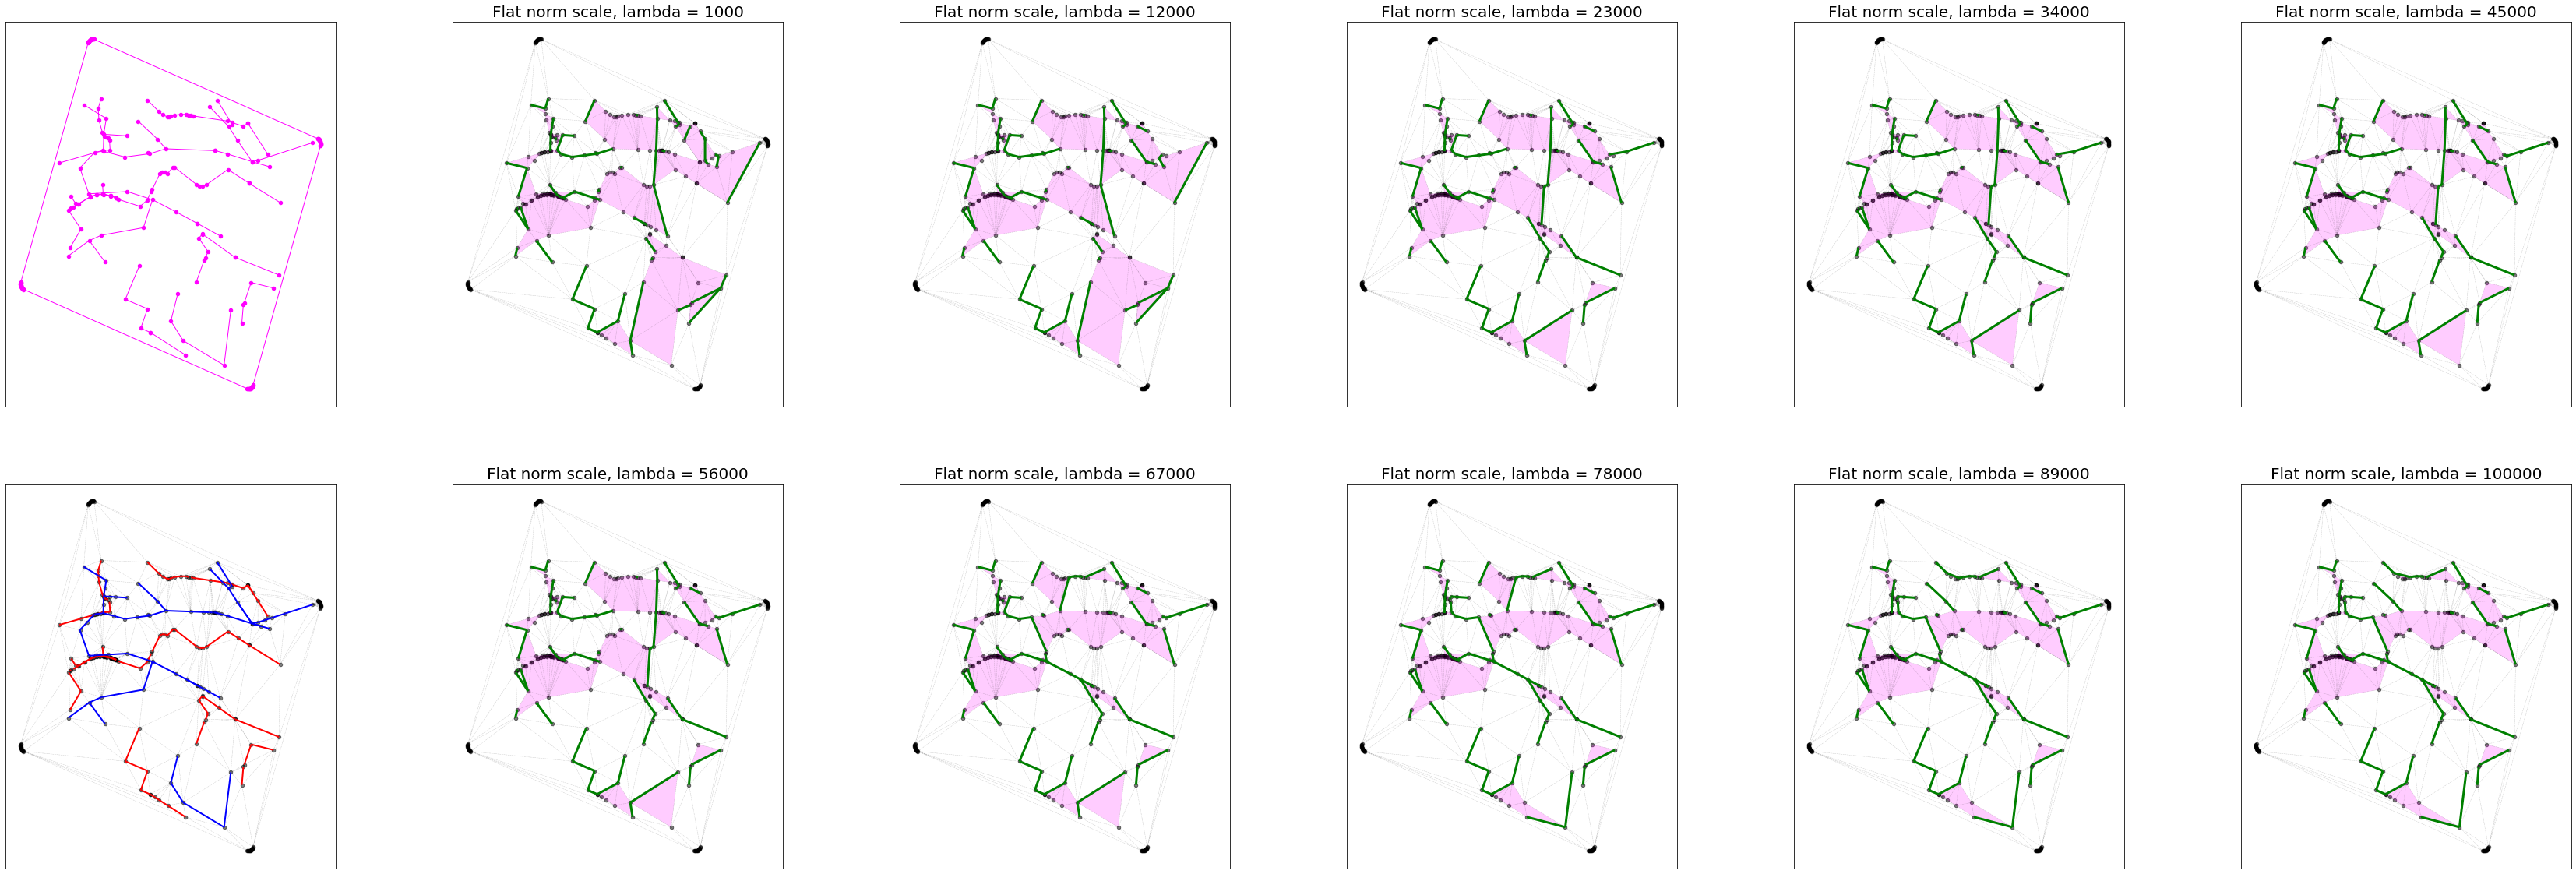 Flat norm scale, lambda = 1000
Flat norm scale, lambda = 12000
Flat norm scale, lambda = 23000
Flat norm scale, lambda = 34000
Flat norm scale, lambda = 45000
Flat norm scale, lambda = 56000
Flat norm scale, lambda = 67000
Flat norm scale, lambda = 78000
Flat norm scale, lambda = 89000
Flat norm scale, lambda = 100000